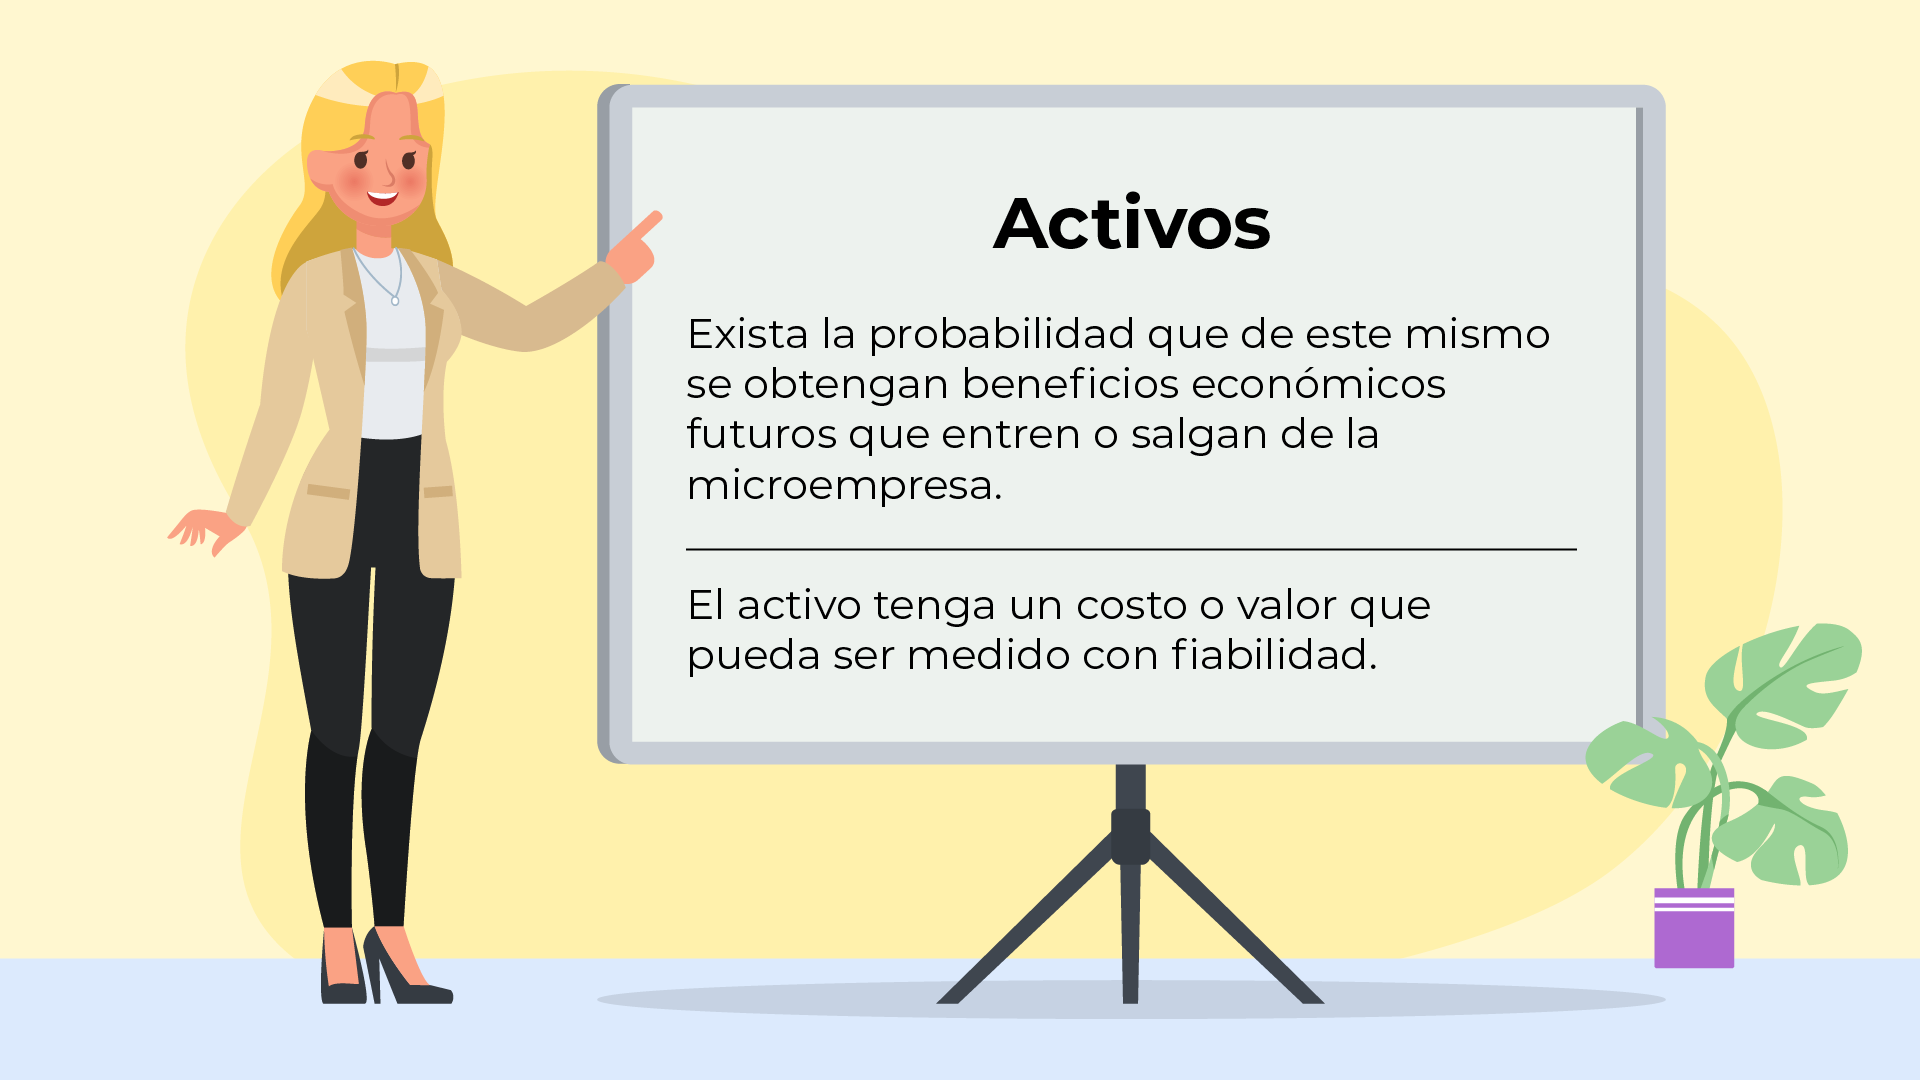 Activos
Exista la probabilidad que de este mismo
se obtengan beneficios económicos
futuros que entren o salgan de la
microempresa.
El activo tenga un costo o valor que
pueda ser medido con fiabilidad.